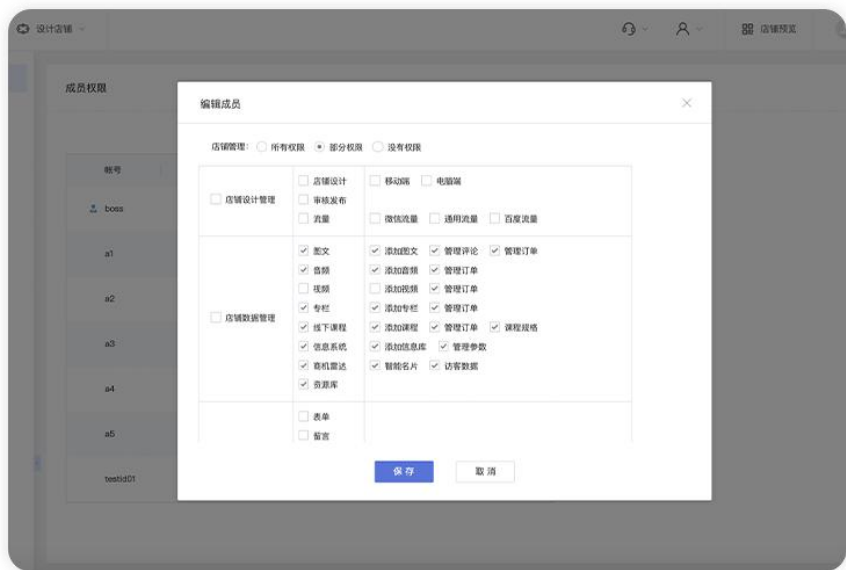 设计店铺
店铺预览
成员权限
编辑成员
店铺管理： 所有权限 部分权限 没有权限
帐号
boss
a1
a2
a3
a4
a5
testid01
店铺设计管理
店铺设计 移动端 电脑端
审核发布
流量 微信流量 通用流量 百度流量
店铺数据管理
图文 添加图文 管理评论 管理订单
音频 添加音频 管理订单
视频 添加视频 管理订单
专栏 添加专栏 管理订单
线下课程 添加课程 管理订单 课程规格
信息系统 添加信息库 管理参数
商机雷达 智能名片 访客数据
资源库
表单
留言
保存 取消